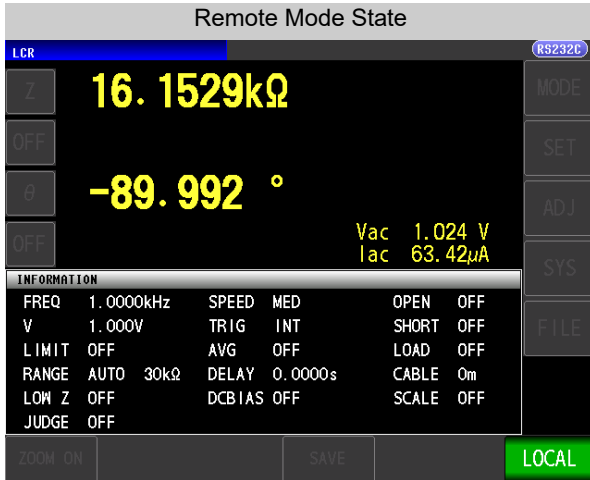 Remote Mode State
LCR RS232C
Z 16.1529kΩ MODE
OFF SET
θ -89.992 ° ADJ
OFF Vac 1.024 V
Iac 63.42μA SYS
INFORMATION
FREQ 1.0000kHz SPEED MED OPEN OFF
V 1.000V TRIG INT SHORT OFF FILE
LIMIT OFF AVG OFF LOAD OFF
RANGE AUTO 30kΩ DELAY 0.0000s CABLE 0m
LOW Z OFF DCBIAS OFF SCALE OFF
JUDGE OFF
ZOOM ON SAVE LOCAL